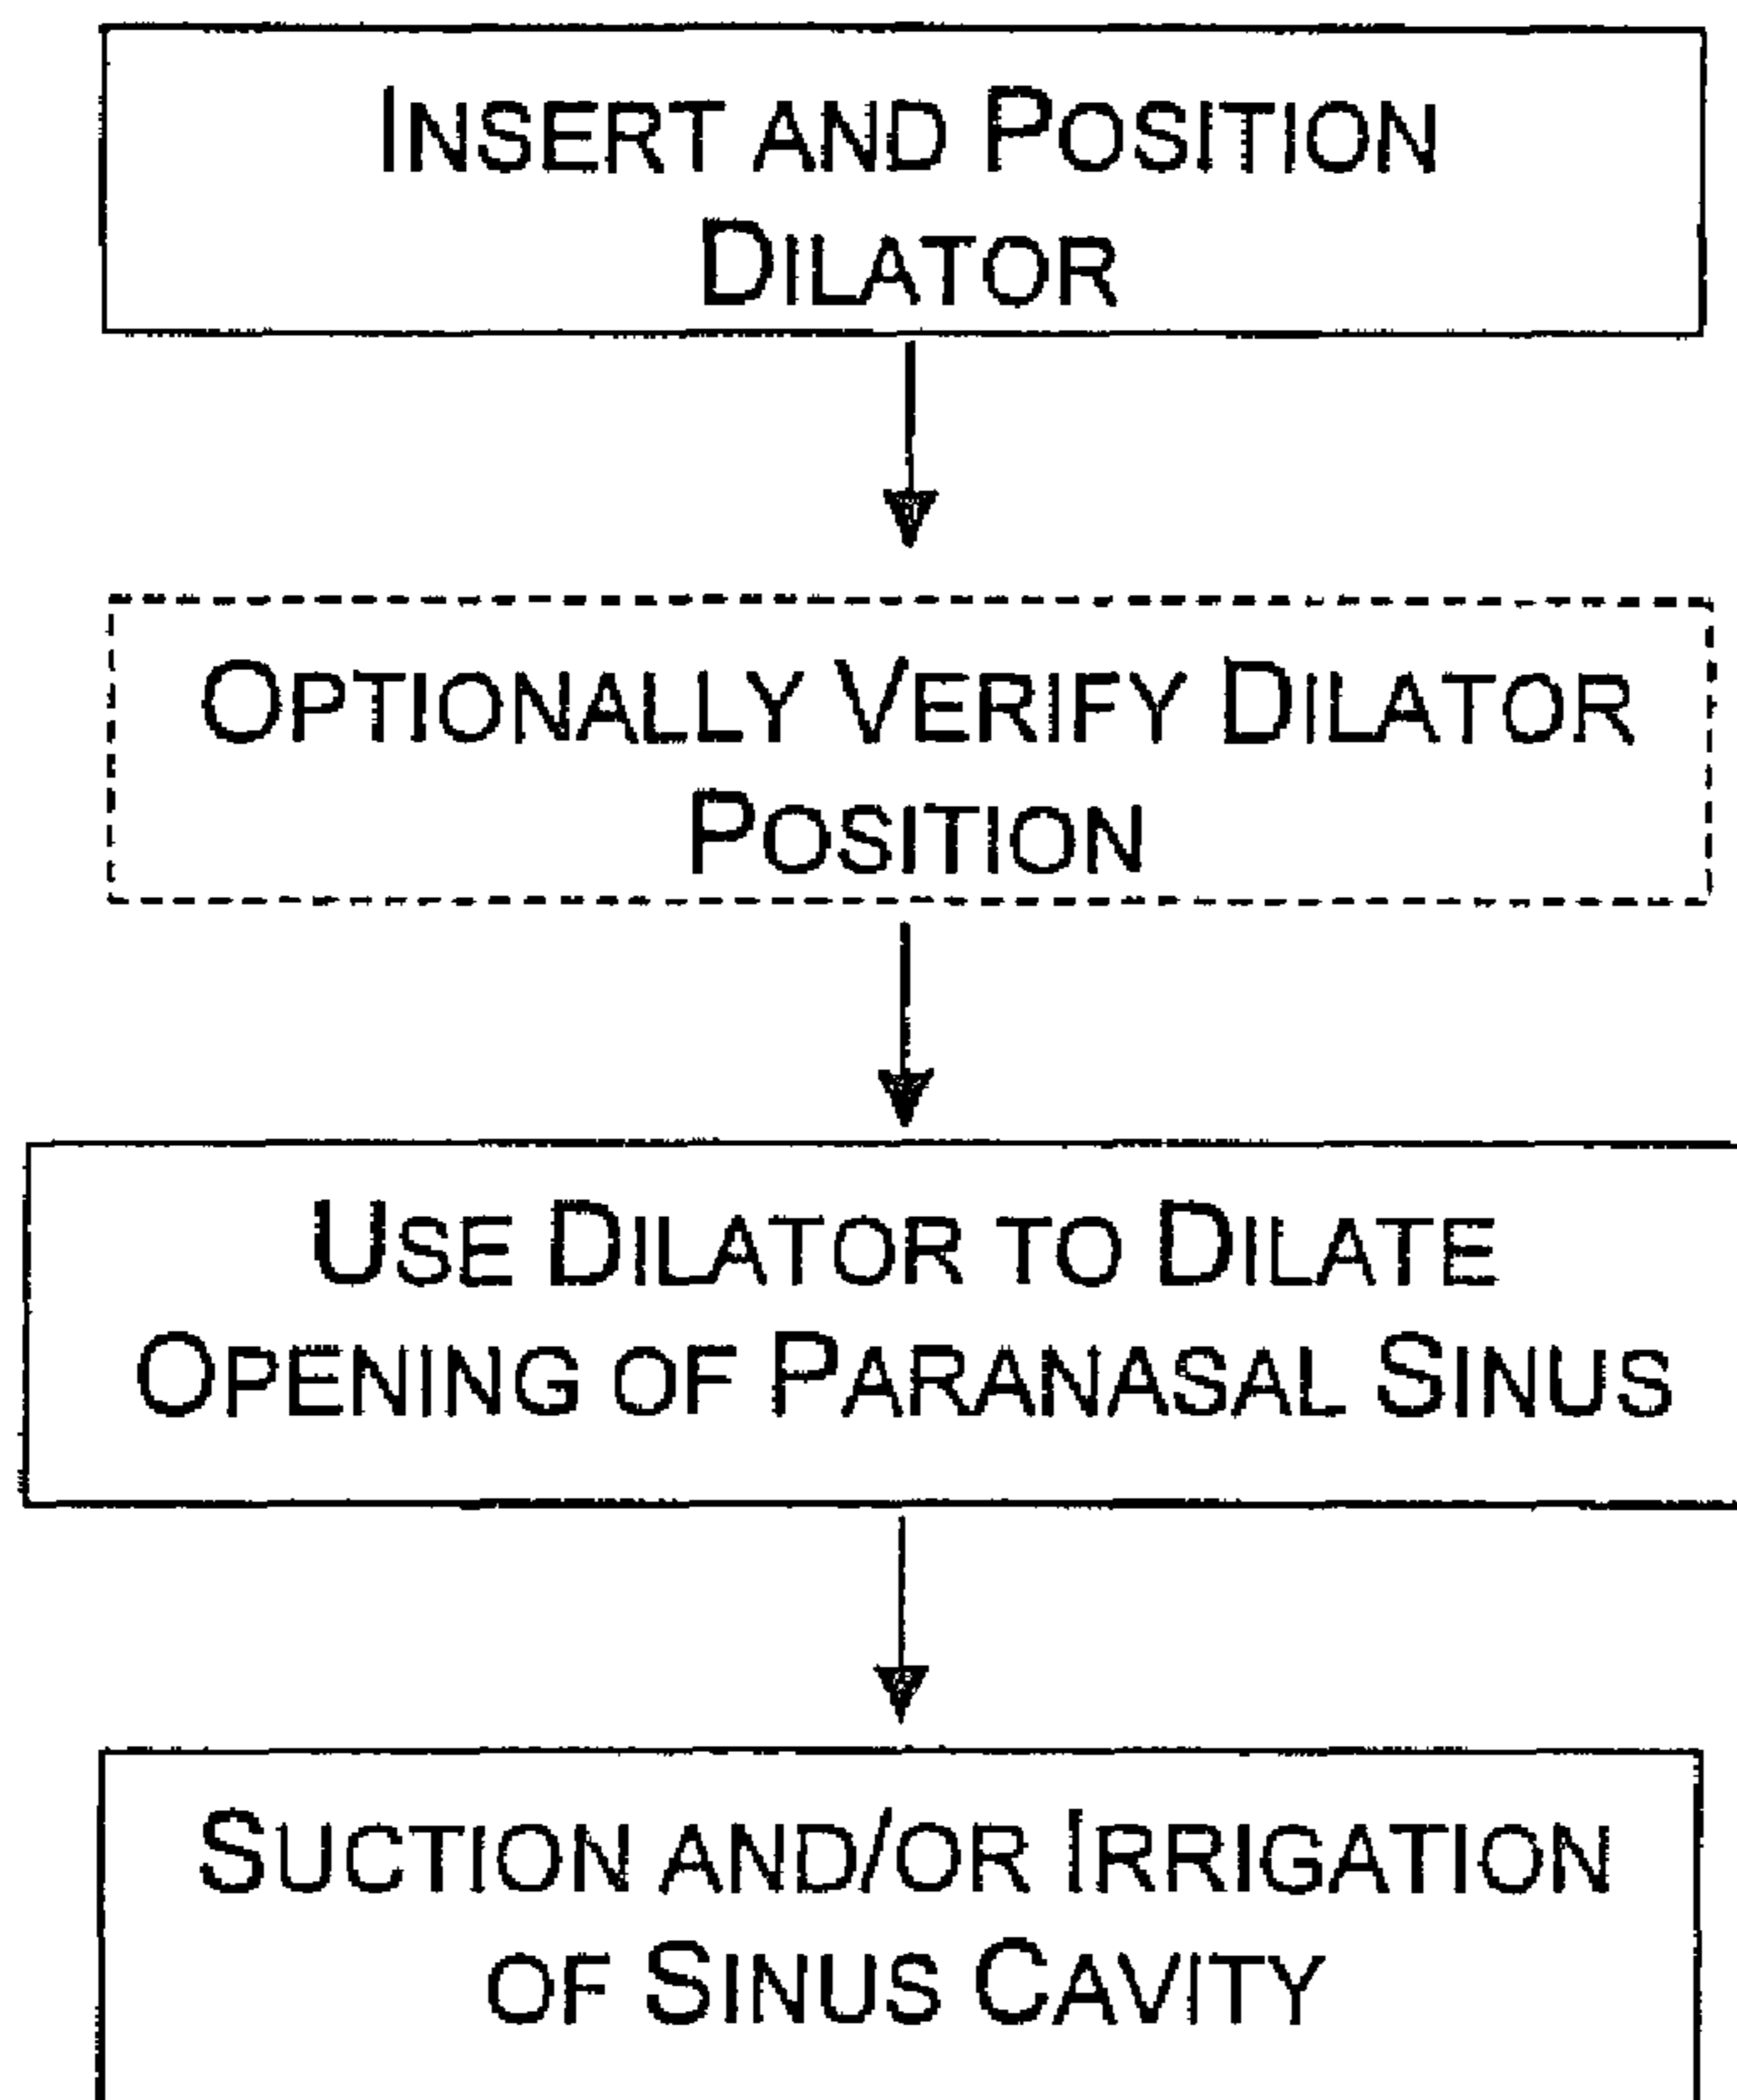 INSERT AND POSITION
DILATOR
OPTIONALLY VERIFY DILATOR
POSITION
USE DILATOR TO DILATE
OPENING OF PARANASAL SINUS
SUCTION AND/OR IRRIGATION
OF SINUS CAVITY